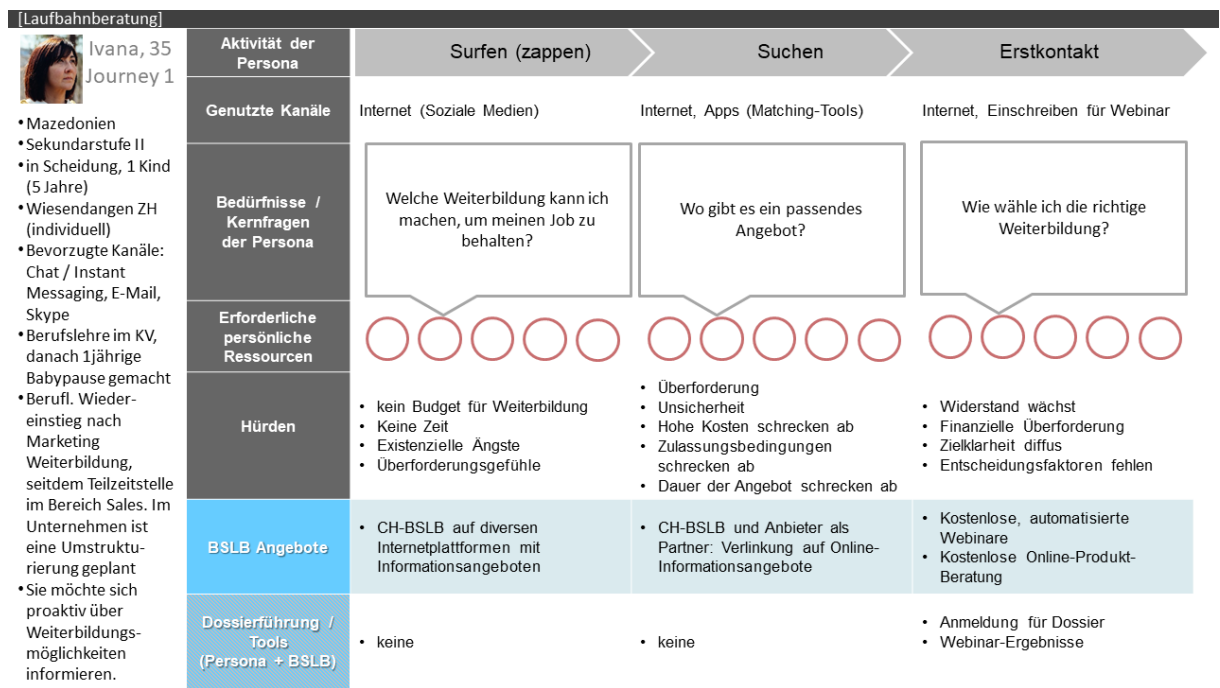 [Laufbahnberatung]
Ivana, 35
Journey 1
• Mazedonien
• Sekundarstufe II
• in Scheidung, 1 Kind
(5 Jahre)
• Wiesendangen ZH
(individuell)
• Bevorzugte Kanäle:
Chat / Instant
Messaging, E-Mail,
Skype
• Berufslehre im KV,
danach 1jährige
Babypause gemacht
• Berufl. Wieder-
einstieg nach
Marketing
Weiterbildung,
seitdem Teilzeitstelle
im Bereich Sales. Im
Unternehmen ist
eine Umstruktu-
rierung geplant
• Sie möchte sich
proaktiv über
Weiterbildungs-
möglichkeiten
informieren.
Aktivität der
Persona
Surfen (zappen)
Suchen
Erstkontakt
Genutzte Kanäle
Internet (Soziale Medien)
Internet, Apps (Matching-Tools)
Internet, Einschreiben für Webinar
Bedürfnisse /
Kernfragen
der Persona
Welche Weiterbildung kann ich
machen, um meinen Job zu
behalten?
Wo gibt es ein passendes
Angebot?
Wie wähle ich die richtige
Weiterbildung?
Erforderliche
persönliche
Ressourcen
Hürden
• kein Budget für Weiterbildung
• Keine Zeit
• Existenzielle Ängste
• Überforderungsgefühle
• Überforderung
• Unsicherheit
• Hohe Kosten schrecken ab
• Zulassungsbedingungen
schrecken ab
• Dauer der Angebot schrecken ab
• Widerstand wächst
• Finanzielle Überforderung
• Zielklarheit diffus
• Entscheidungsfaktoren fehlen
BSLB Angebote
• CH-BSLB auf diversen
Internetplattformen mit
Informationsangeboten
• CH-BSLB und Anbieter als
Partner: Verlinkung auf Online-
Informationsangebote
• Kostenlose, automatisierte
Webinare
• Kostenlose Online-Produkt-
Beratung
Dossierführung /
Tools
(Persona + BSLB)
• keine
• keine
• Anmeldung für Dossier
• Webinar-Ergebnisse